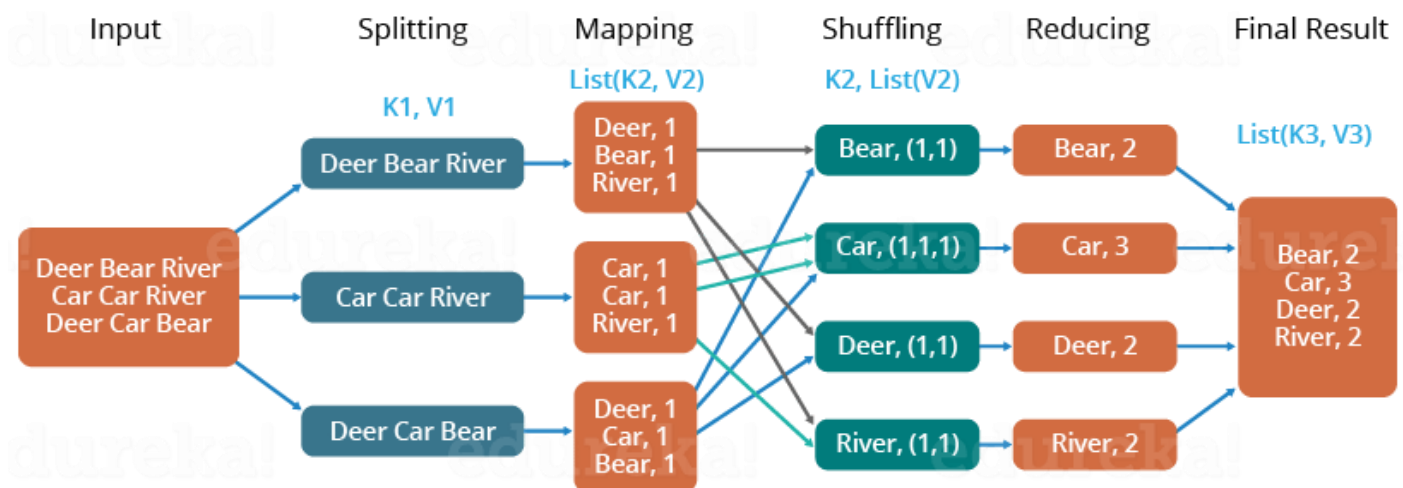 Input
Splitting
Mapping
Shuffling
Reducing
Final Result
K1, V1
List(K2, V2)
K2, List(V2)
List(K3, V3)
Deer Bear River
Car Car River
Deer Car Bear
Deer Bear River
Car Car River
Deer Car Bear
Deer, 1
Bear, 1
River, 1
Car, 1
Car, 1
River, 1
Deer, 1
Car, 1
Bear, 1
Bear, (1,1)
Car, (1,1,1)
Deer, (1,1)
River, (1,1)
Bear, 2
Car, 3
Deer, 2
River, 2
Bear, 2
Car, 3
Deer, 2
River, 2
edureka!